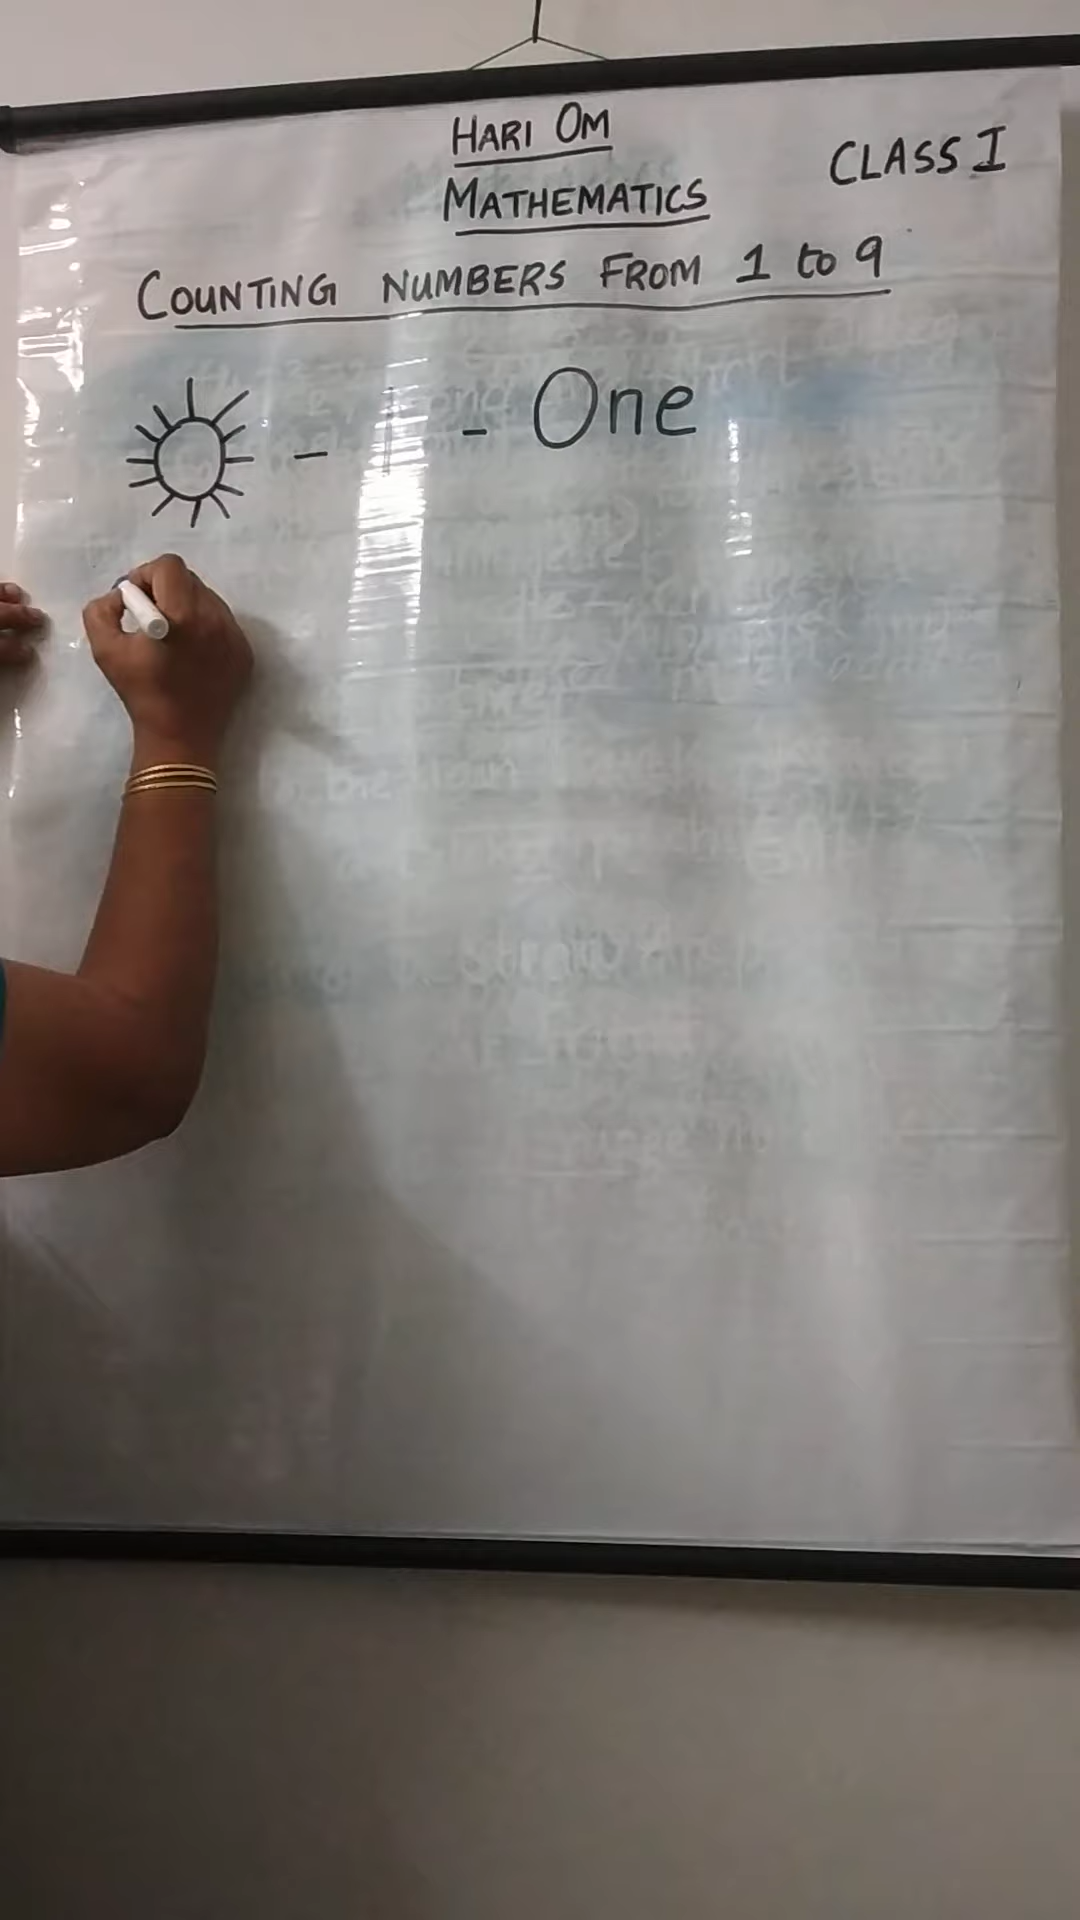 HARI OM
MATHEMATICS
CLASS I
COUNTING NUMBERS FROM 1 to 9
- 1 - One